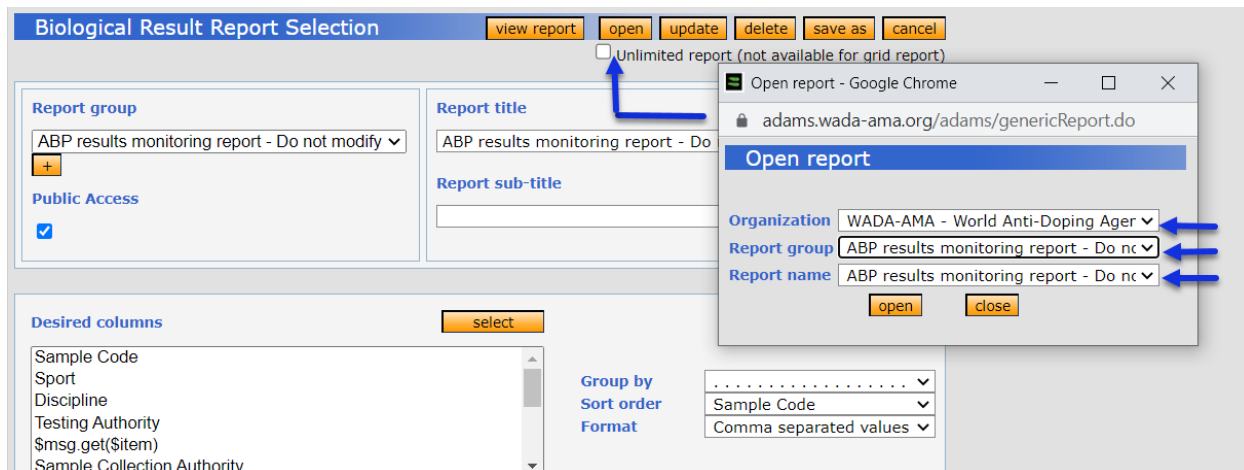 Biological Result Report Selection
view report open update delete save as cancel
Unlimited report (not available for grid report)
Report group
ABP results monitoring report - Do not modify
+
Public Access
Report title
ABP results monitoring report - Do
Report sub-title
Open report - Google Chrome
adams.wada-ama.org/adams/genericReport.do
Open report
Organization WADA-AMA - World Anti-Doping Agen
Report group ABP results monitoring report - Do no
Report name ABP results monitoring report - Do no
open close
Desired columns
select
Sample Code
Sport
Discipline
Testing Authority
$msg.get($item)
Sample Collection Authority
Group by . . . . . . . . . . . . . . . . . .
Sort order Sample Code
Format Comma separated values